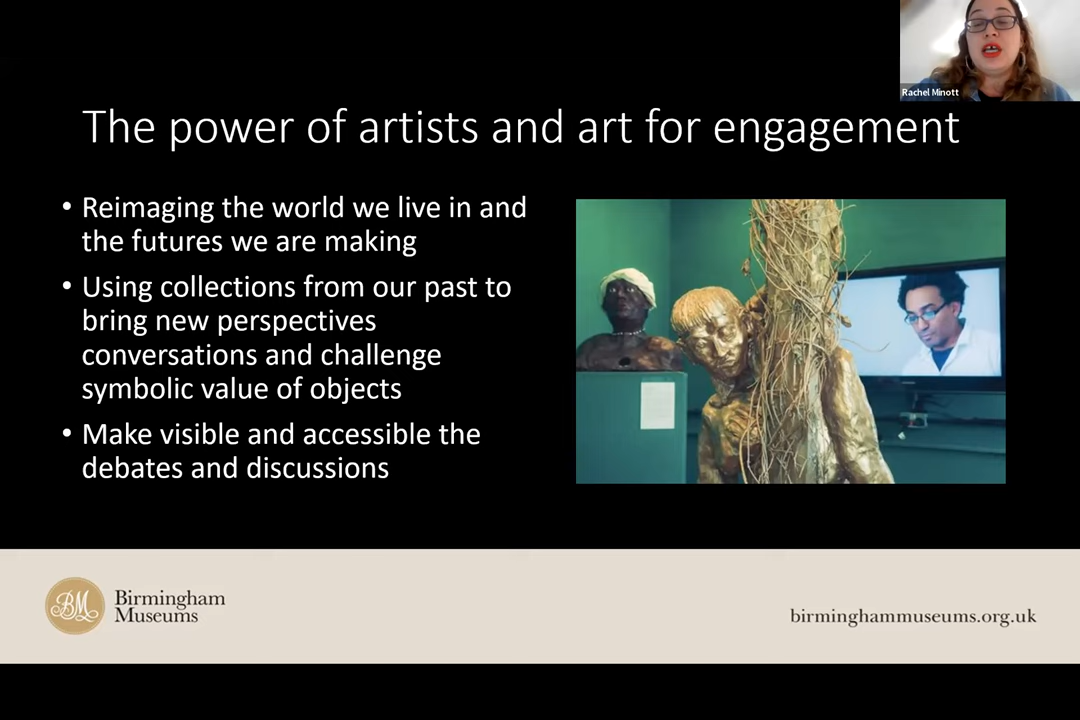 Rachel Minott
The power of artists and art for engagement
• Reimaging the world we live in and
the futures we are making
• Using collections from our past to
bring new perspectives
conversations and challenge
symbolic value of objects
• Make visible and accessible the
debates and discussions
BM
Birmingham
Museums
birminghammuseums.org.uk